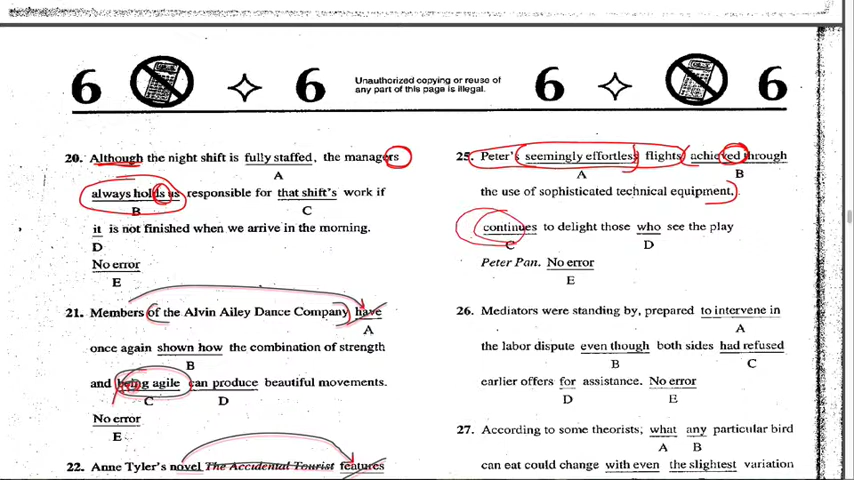 6 6
Unauthorized copying or reuse of
any part of this page is illegal.
6 6
20. Although the night shift is fully staffed, the managers
A
always holds us responsible for that shift's work if
B C
it is not finished when we arrive in the morning.
D
No error
E
21. Members of the Alvin Ailey Dance Company have
A
once again shown how the combination of strength
B
and being agile can produce beautiful movements.
C D
No error
E
22. Anne Tyler's novel The Accidental Tourist features
25. Peter's seemingly effortless flights, achieved through
A B
the use of sophisticated technical equipment,
continues to delight those who see the play
C D
Peter Pan. No error
E
26. Mediators were standing by, prepared to intervene in
A
the labor dispute even though both sides had refused
B C
earlier offers for assistance. No error
D E
27. According to some theorists, what any particular bird
A B
can eat could change with even the slightest variation